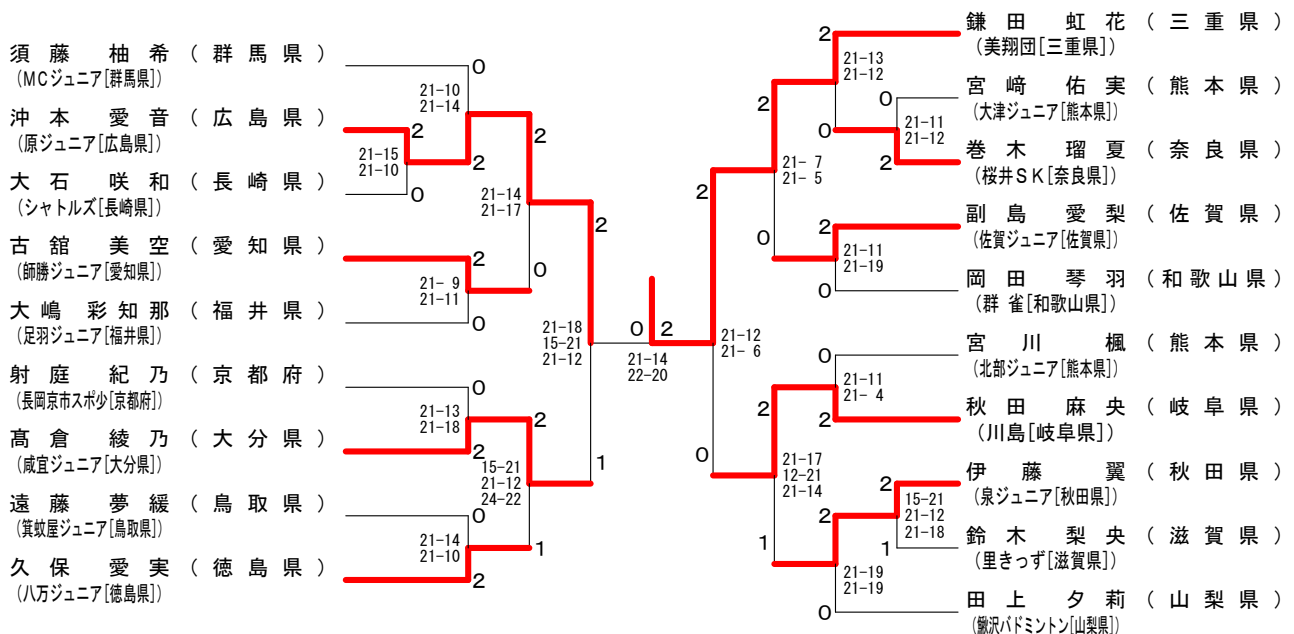 須藤 柚希 (群馬県)
(MCジュニア[群馬県])
0
21-10
21-14
沖本 愛音 (広島県)
(原ジュニア[広島県])
2
2
2
21-15
21-10
大石 咲和 (長崎県)
(シャトルズ[長崎県])
0
21-14
21-17
2
古舘 美空 (愛知県)
(師勝ジュニア[愛知県])
2
0
21- 9
21-11
大嶋 彩知那 (福井県)
(足羽ジュニア[福井県])
0
21-18
15-21
21-12
射庭 紀乃 (京都府)
(長岡京市スポ少[京都府])
0
21-13
21-18
2
髙倉 綾乃 (大分県)
(咸宜ジュニア[大分県])
2
1
15-21
21-12
24-22
遠藤 夢緩 (鳥取県)
(箕蚊屋ジュニア[鳥取県])
0
21-14
21-10
1
久保 愛実 (徳島県)
(八万ジュニア[徳島県])
2
0 2
21-14
22-20
鎌田 虹花 (三重県)
(美翔団[三重県])
2
21-13
21-12
宮﨑 佑実 (熊本県)
(大津ジュニア[熊本県])
0
2
0
21-11
21-12
巻木 瑠夏 (奈良県)
(桜井SK[奈良県])
2
21- 7
21- 5
2
副島 愛梨 (佐賀県)
(佐賀ジュニア[佐賀県])
2
0
21-11
21-19
岡田 琴羽 (和歌山県)
(群雀[和歌山県])
0
21-12
21- 6
宮川 楓 (熊本県)
(北部ジュニア[熊本県])
0
21-11
21- 4
2
秋田 麻央 (岐阜県)
(川島[岐阜県])
2
0
21-17
12-21
21-14
伊藤 翼 (秋田県)
(泉ジュニア[秋田県])
2
15-21
21-12
21-18
2
鈴木 梨央 (滋賀県)
(里きっず[滋賀県])
1
1
21-19
21-19
田上 夕莉 (山梨県)
(鰍沢バドミントン[山梨県])
0